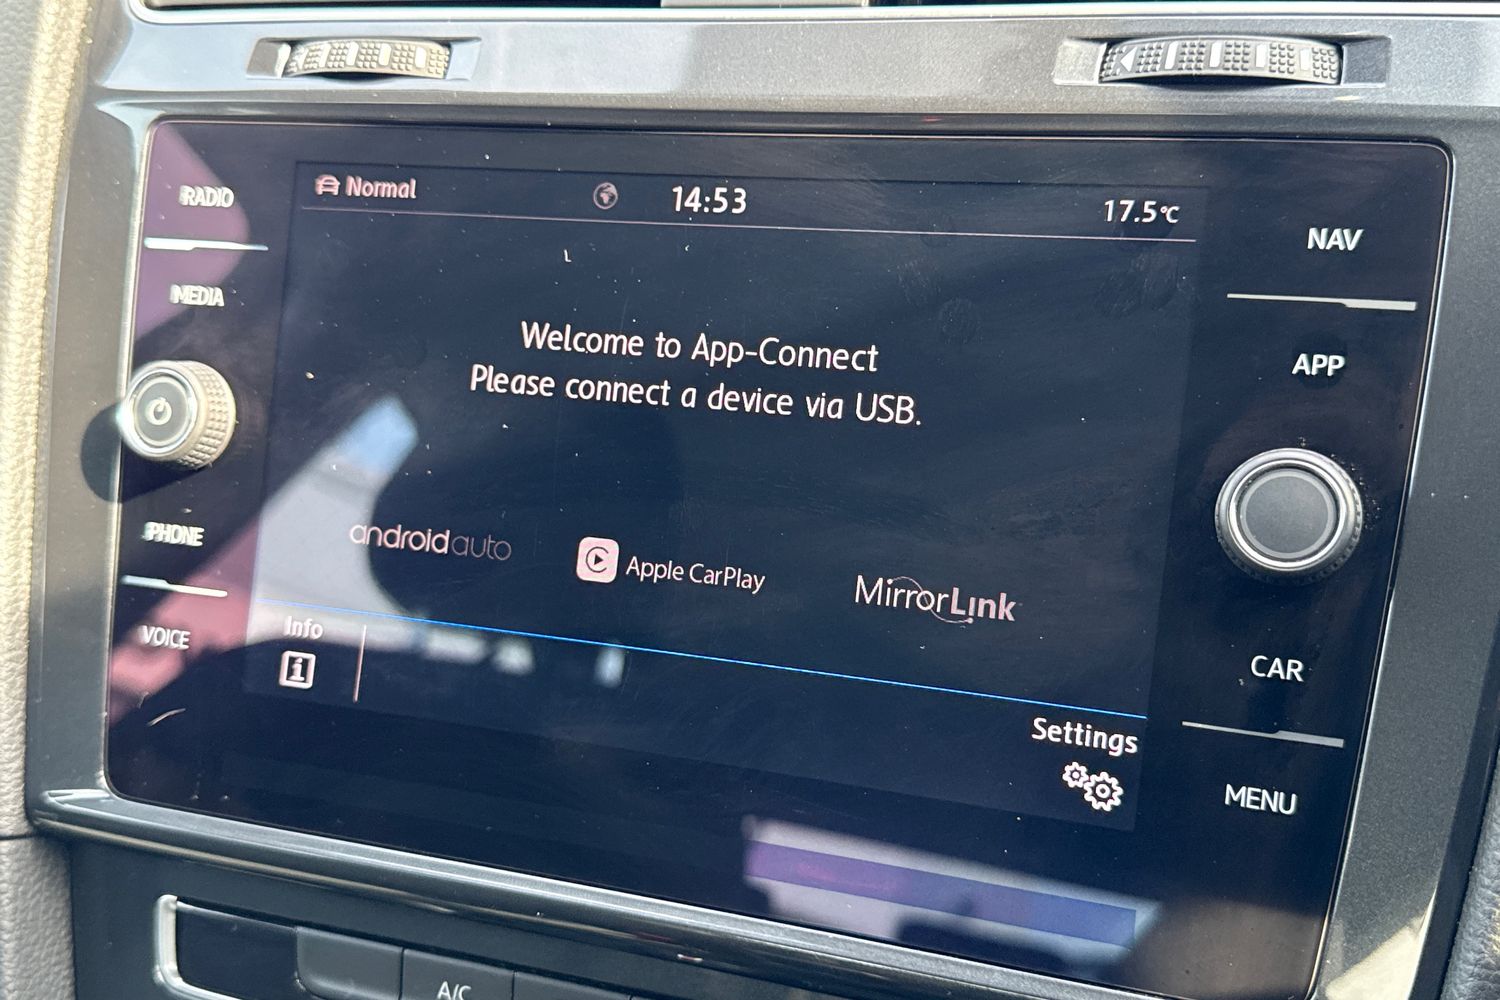 RADIO
Normal
14:53
17.5°C
NAV
MEDIA
Welcome to App-Connect
Please connect a device via USB.
APP
PHONE
androidauto
Apple CarPlay
MirrorLink
VOICE
Info
i
CAR
Settings
MENU
A/C